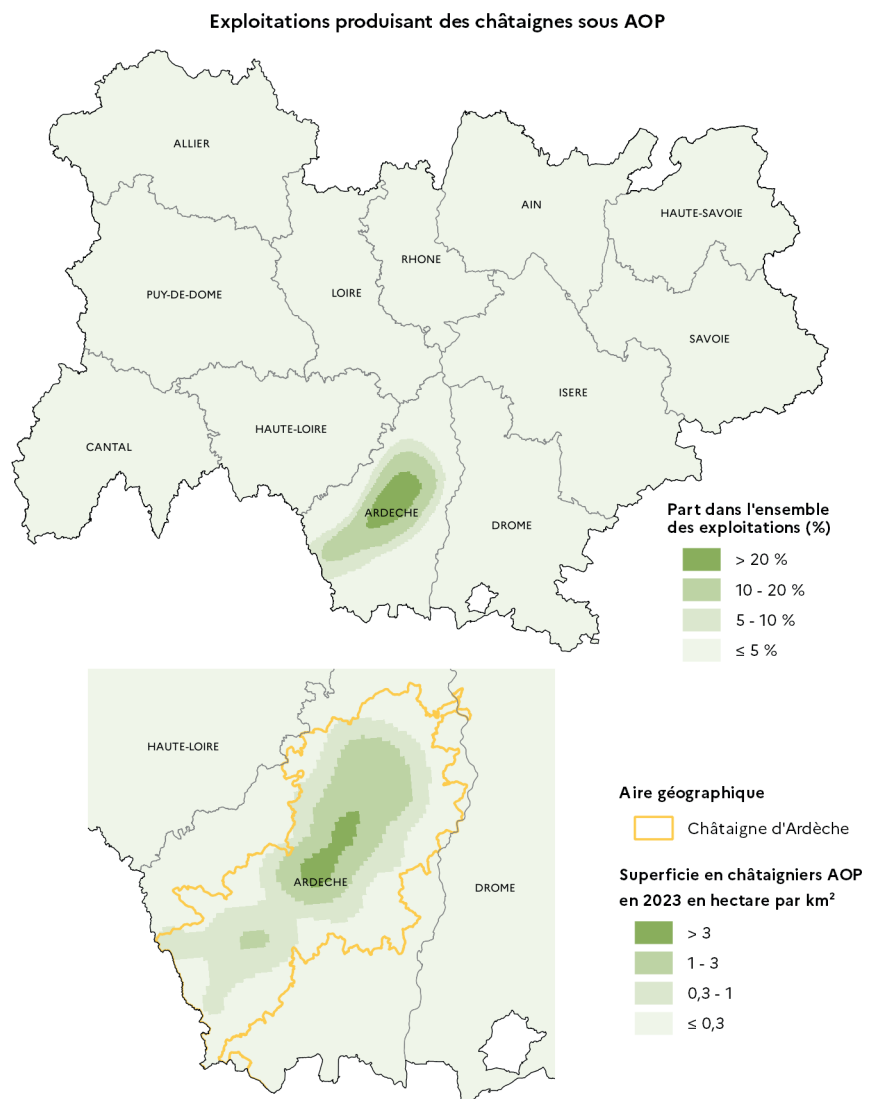 Exploitations produisant des châtaignes sous AOP
ALLIER
AIN
HAUTE-SAVOIE
RHONE
PUY-DE-DOME
LOIRE
SAVOIE
ISERE
HAUTE-LOIRE
CANTAL
ARDECHE
DROME
Part dans l'ensemble
des exploitations (%)
> 20 %
10 - 20 %
5 - 10 %
≤ 5 %
HAUTE-LOIRE
ARDECHE
DROME
Aire géographique
Châtaigne d'Ardèche
Superficie en châtaigniers AOP
en 2023 en hectare par km²
> 3
1 - 3
0,3 - 1
≤ 0,3